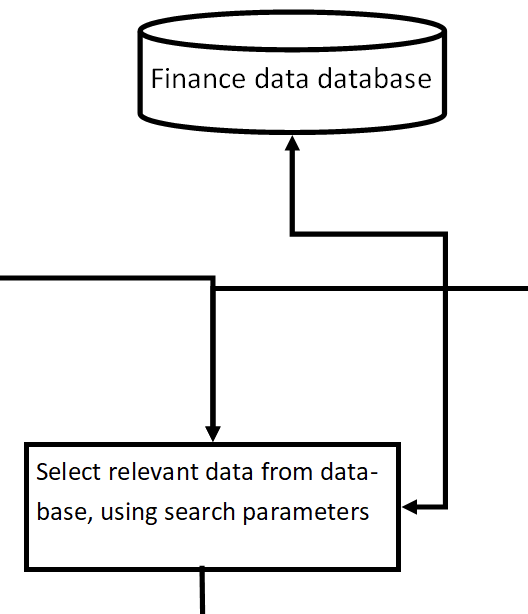 Finance data database
Select relevant data from data-
base, using search parameters